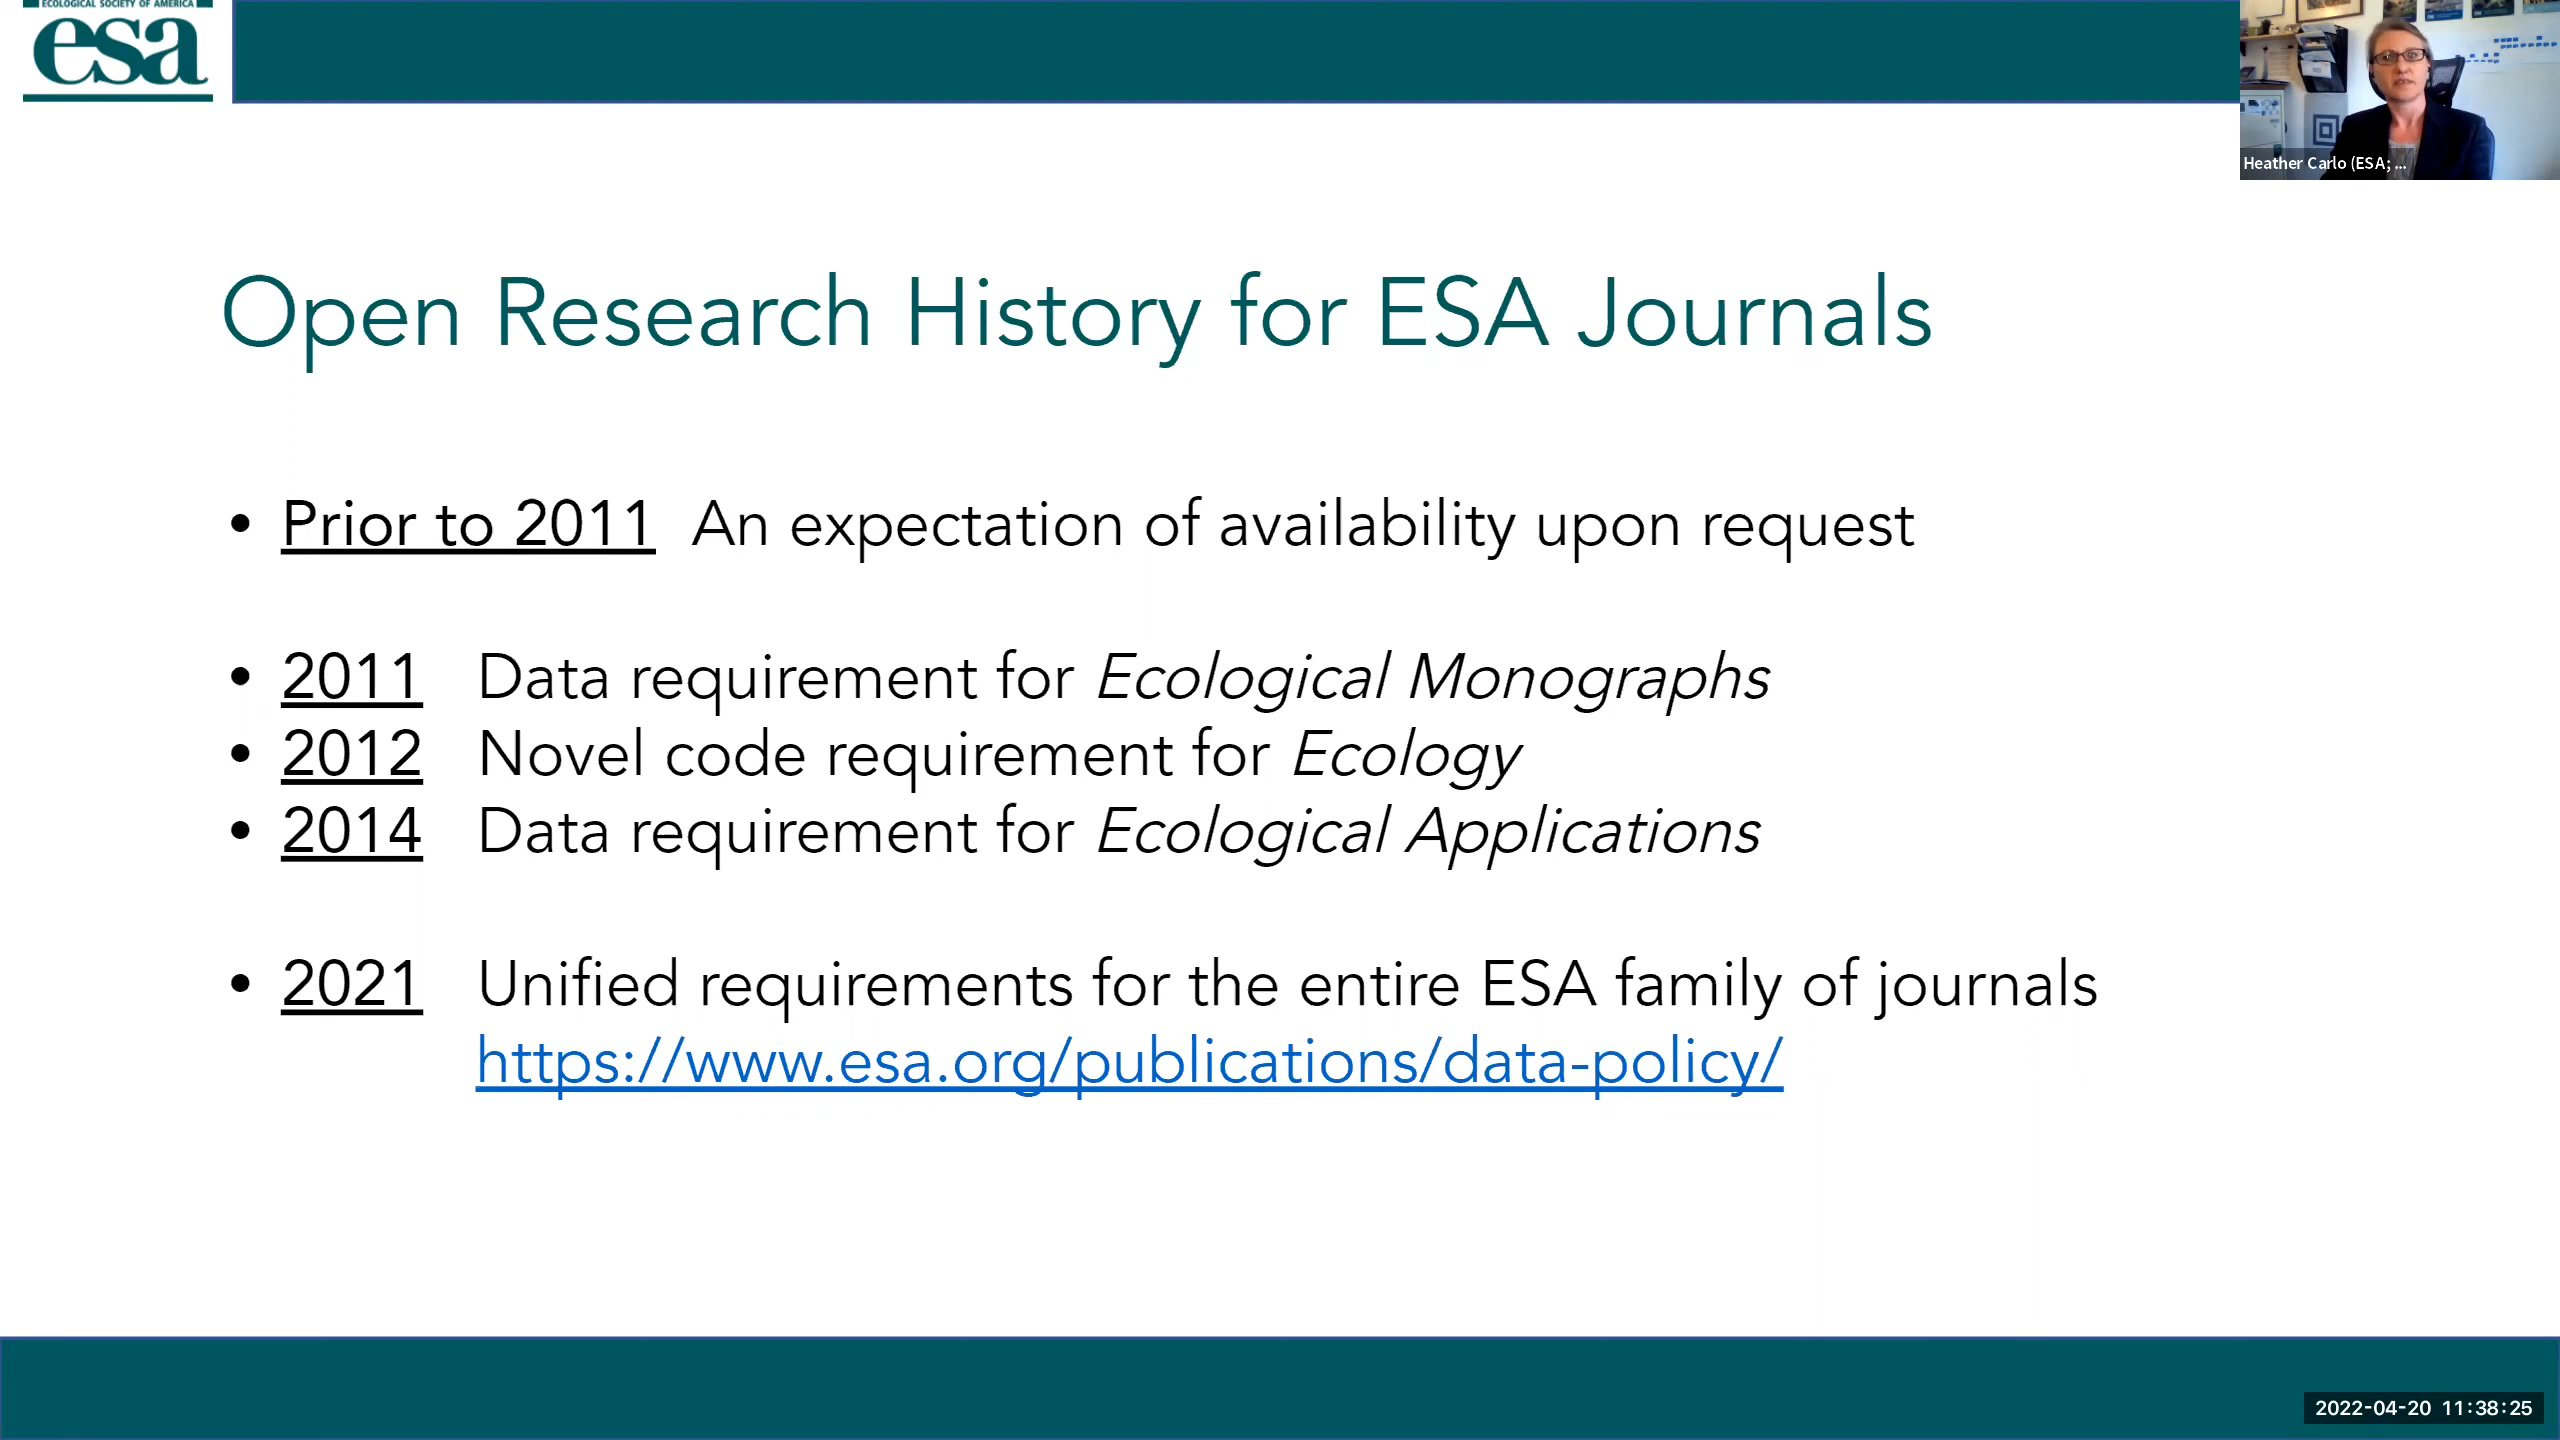 ECOLOGICAL SOCIETY OF AMERICA
esa
Heather Carlo (ESA; ...
Open Research History for ESA Journals
• Prior to 2011 An expectation of availability upon request
• 2011 Data requirement for Ecological Monographs
• 2012 Novel code requirement for Ecology
• 2014 Data requirement for Ecological Applications
• 2021 Unified requirements for the entire ESA family of journals
https://www.esa.org/publications/data-policy/
2022-04-20 11:38:25